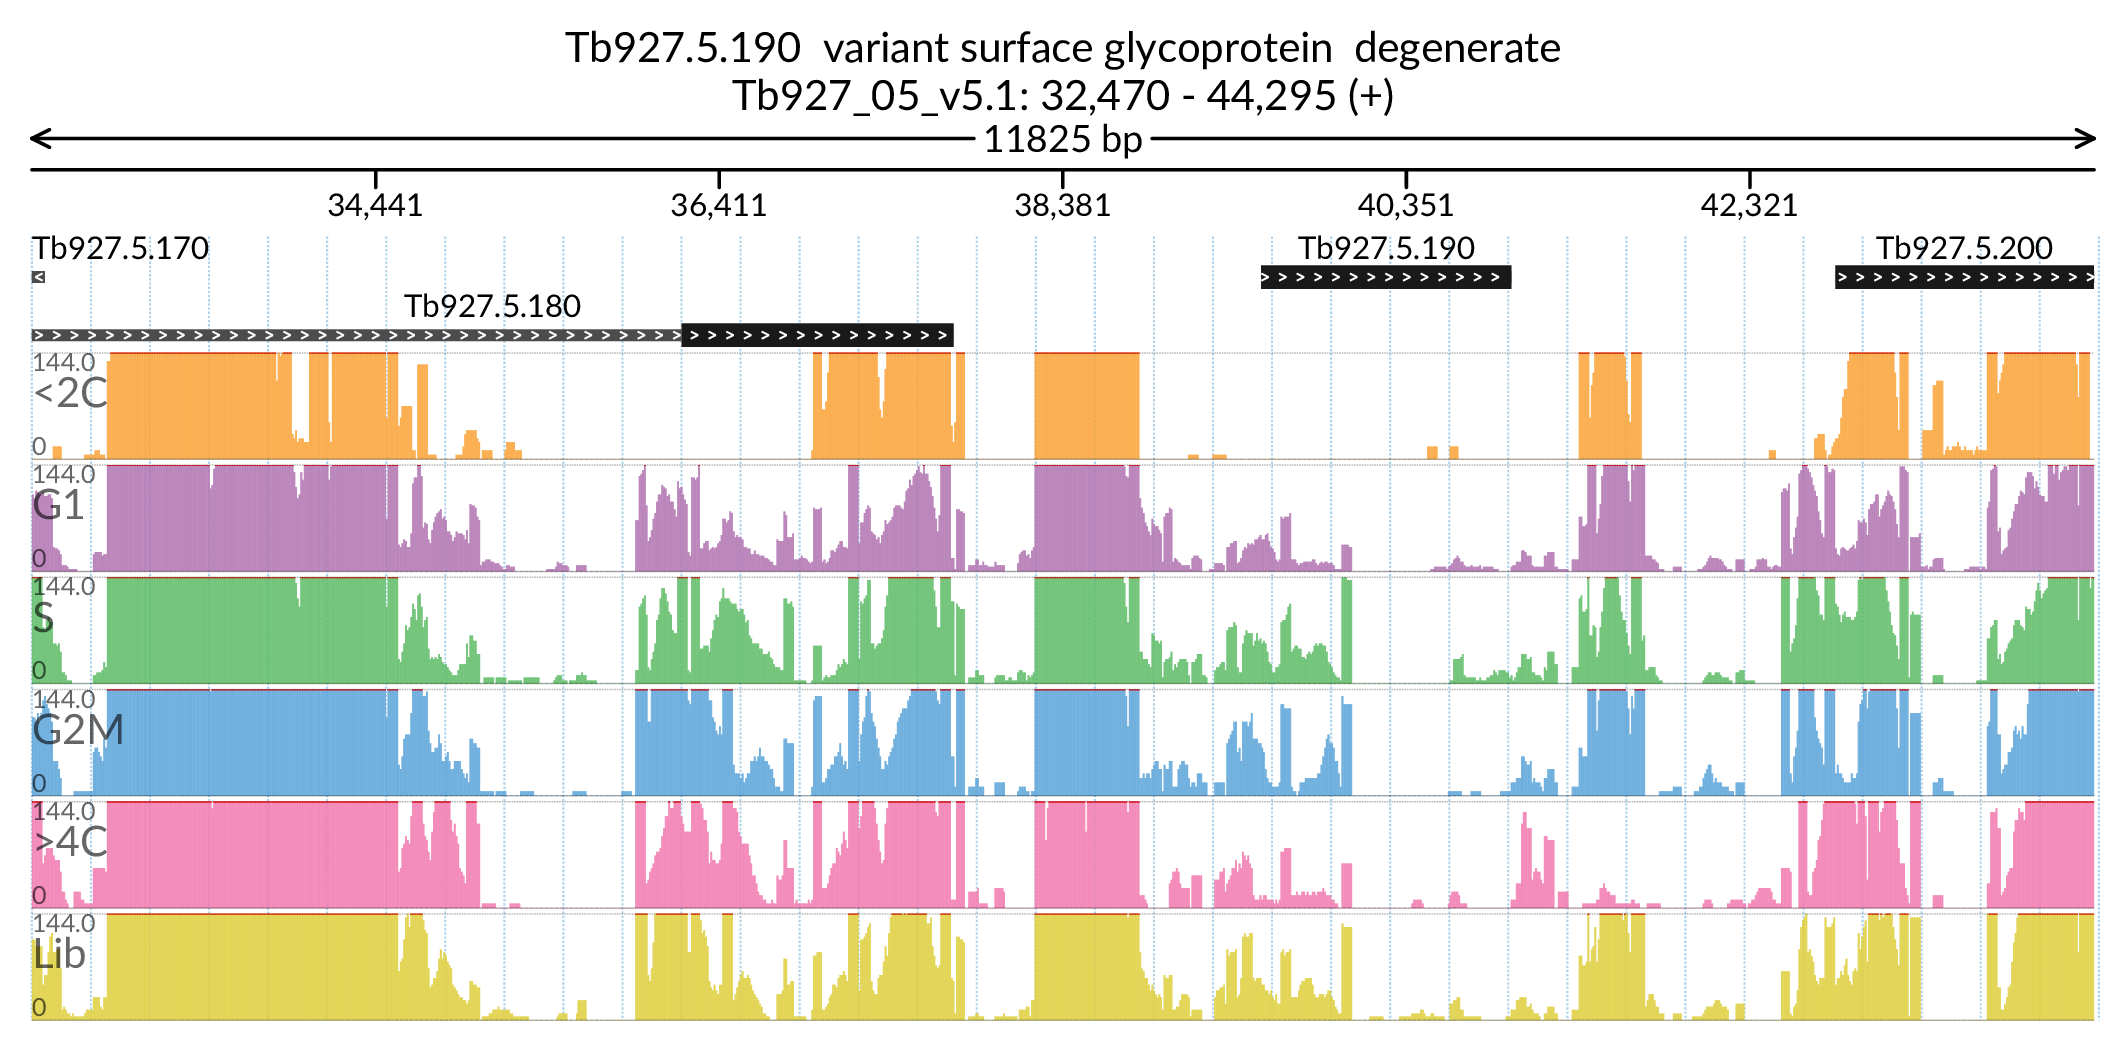 Tb927.5.190  variant surface glycoprotein  degenerate
Tb927_05_v5.1: 32,470 - 44,295 (+)
11825 bp
34,441 36,411 38,381 40,351 42,321
Tb927.5.170 Tb927.5.190 Tb927.5.200
Tb927.5.180
144.0
<2C
0
144.0
G1
0
144.0
S
0
144.0
G2M
0
144.0
>4C
0
144.0
Lib
0